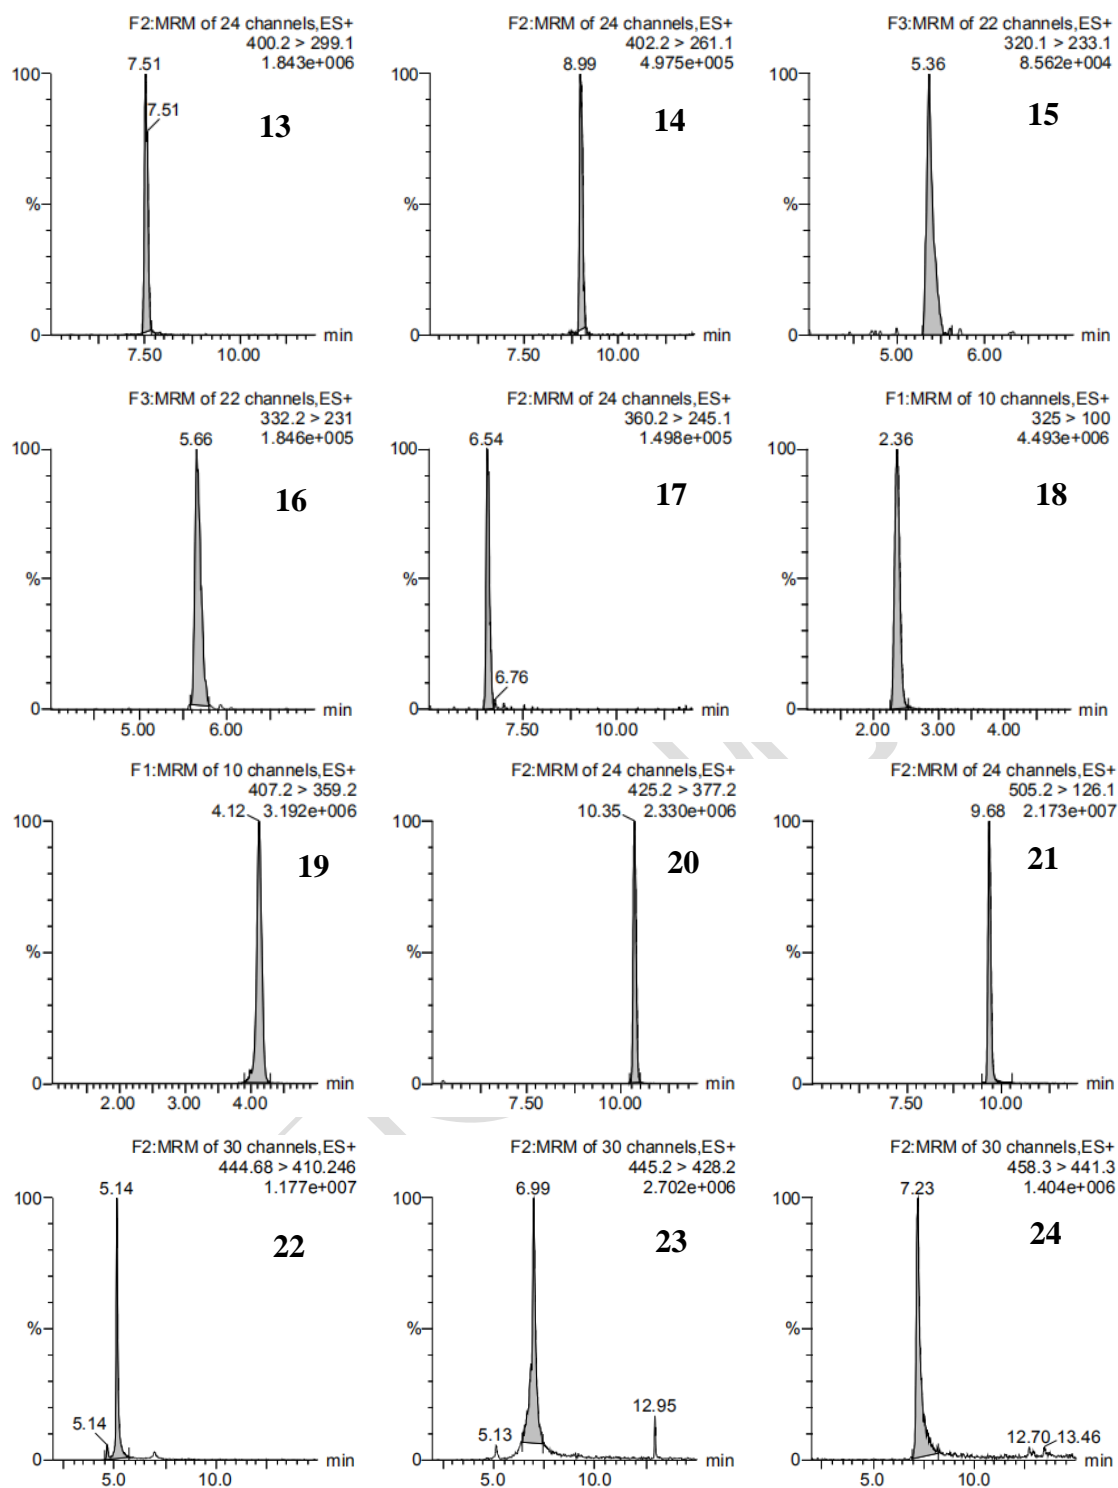 F2:MRM of 24 channels,ES+
400.2 > 299.1
1.843e+006
7.51
7.51
13
100
%
0
7.50 10.00 min
F2:MRM of 24 channels,ES+
402.2 > 261.1
4.975e+005
8.99
14
100
%
0
7.50 10.00 min
F3:MRM of 22 channels,ES+
320.1 > 233.1
8.562e+004
5.36
15
100
%
0
5.00 6.00 min
F3:MRM of 22 channels,ES+
332.2 > 231
1.846e+005
5.66
16
100
%
0
5.00 6.00 min
F2:MRM of 24 channels,ES+
360.2 > 245.1
1.498e+005
6.54
17
6.76
100
%
0
7.50 10.00 min
F1:MRM of 10 channels,ES+
325 > 100
4.493e+006
2.36
18
100
%
0
2.00 3.00 4.00 min
F1:MRM of 10 channels,ES+
407.2 > 359.2
4.12 3.192e+006
19
100
%
0
2.00 3.00 4.00 min
F2:MRM of 24 channels,ES+
425.2 > 377.2
10.35 2.330e+006
20
100
%
0
7.50 10.00 min
F2:MRM of 24 channels,ES+
505.2 > 126.1
9.68 2.173e+007
21
100
%
0
7.50 10.00 min
F2:MRM of 30 channels,ES+
444.68 > 410.246
5.14 1.177e+007
22
5.14
100
%
0
5.0 10.0 min
F2:MRM of 30 channels,ES+
445.2 > 428.2
6.99 2.702e+006
23
5.13
12.95
100
%
0
5.0 10.0 min
F2:MRM of 30 channels,ES+
458.3 > 441.3
7.23 1.404e+006
24
12.70 13.46
100
%
0
5.0 10.0 min